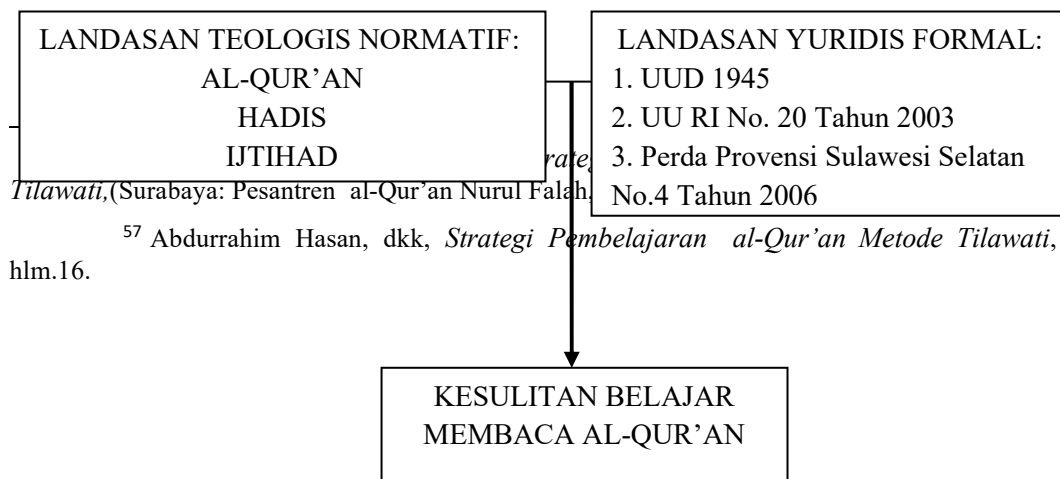 LANDASAN TEOLOGIS NORMATIF:
AL-QUR’AN
HADIS
IJTIHAD
LANDASAN YURIDIS FORMAL:
1. UUD 1945
2. UU RI No. 20 Tahun 2003
3. Perda Provensi Sulawesi Selatan
No.4 Tahun 2006
Tilawati,(Surabaya: Pesantren al-Qur’an Nurul Falah,
57 Abdurrahim Hasan, dkk, Strategi Pembelajaran al-Qur’an Metode Tilawati,
hlm.16.
KESULITAN BELAJAR
MEMBACA AL-QUR’AN